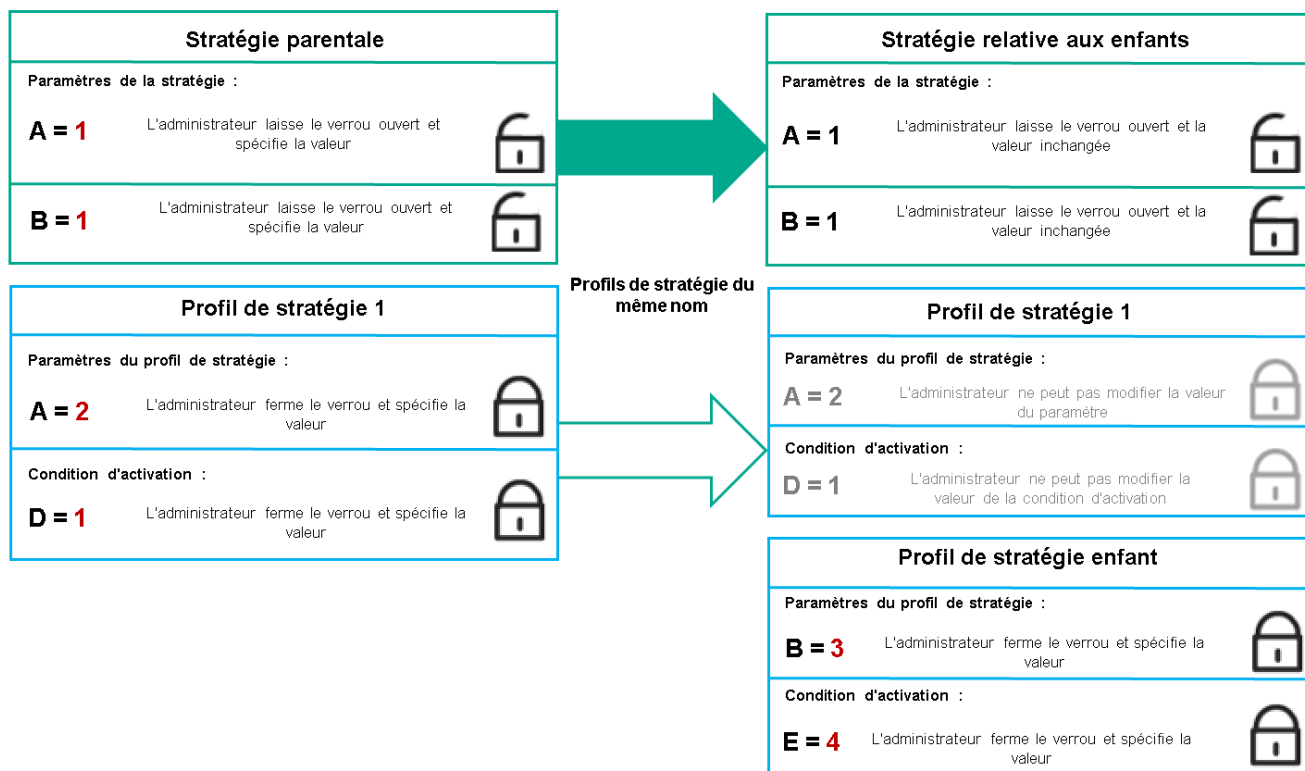 Stratégie parentale
Paramètres de la stratégie :
A = 1
L'administrateur laisse le verrou ouvert et
spécifie la valeur
B = 1
L'administrateur laisse le verrou ouvert et
spécifie la valeur
Stratégie relative aux enfants
Paramètres de la stratégie :
A = 1
L'administrateur laisse le verrou ouvert et la
valeur inchangée
B = 1
L'administrateur laisse le verrou ouvert et la
valeur inchangée
Profils de stratégie du
même nom
Profil de stratégie 1
Paramètres du profil de stratégie :
A = 2
L'administrateur ferme le verrou et spécifie la
valeur
Condition d'activation :
D = 1
L'administrateur ferme le verrou et spécifie la
valeur
Profil de stratégie 1
Paramètres du profil de stratégie :
A = 2
L'administrateur ne peut pas modifier la valeur
du paramètre
Condition d'activation :
D = 1
L'administrateur ne peut pas modifier la
valeur de la condition d'activation
Profil de stratégie enfant
Paramètres du profil de stratégie :
B = 3
L'administrateur ferme le verrou et spécifie la
valeur
Condition d'activation :
E = 4
L'administrateur ferme le verrou et spécifie la
valeur